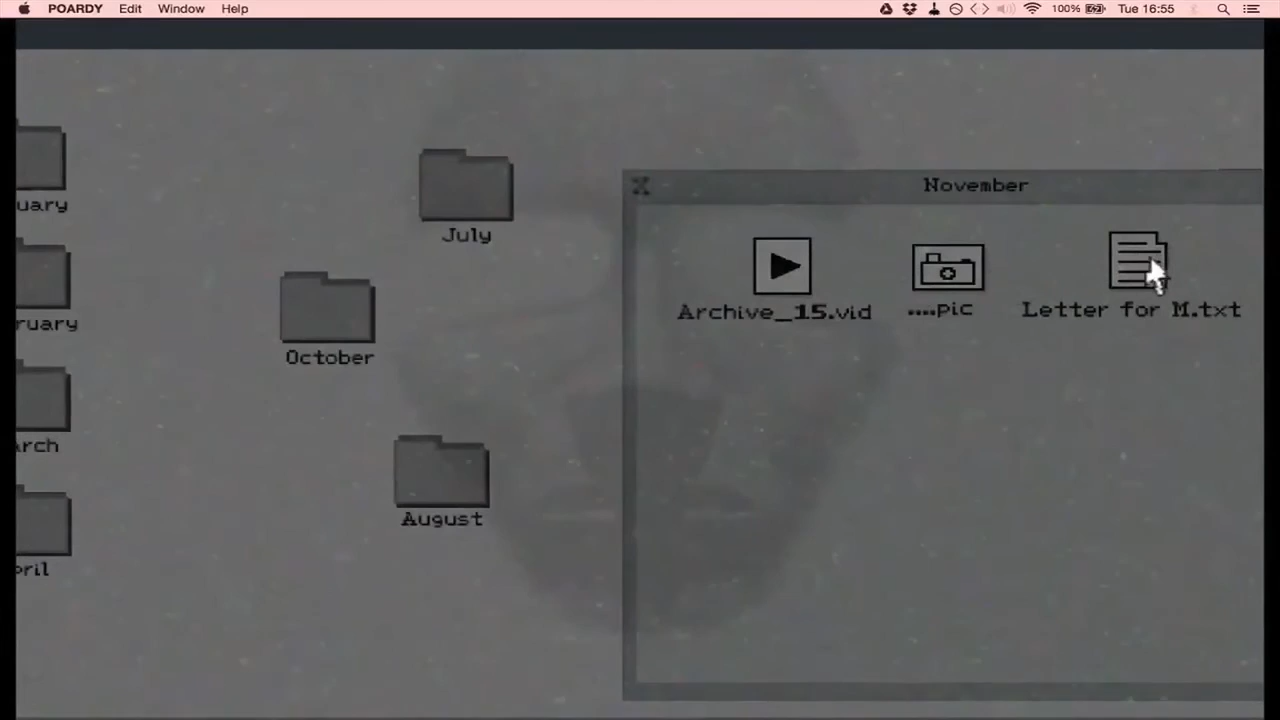 POARDY Edit Window Help 100% Tue 16:55
uary
ruary
arch
pril
July
October
August
November
Archive_15.vid
....pic
Letter for M.txt